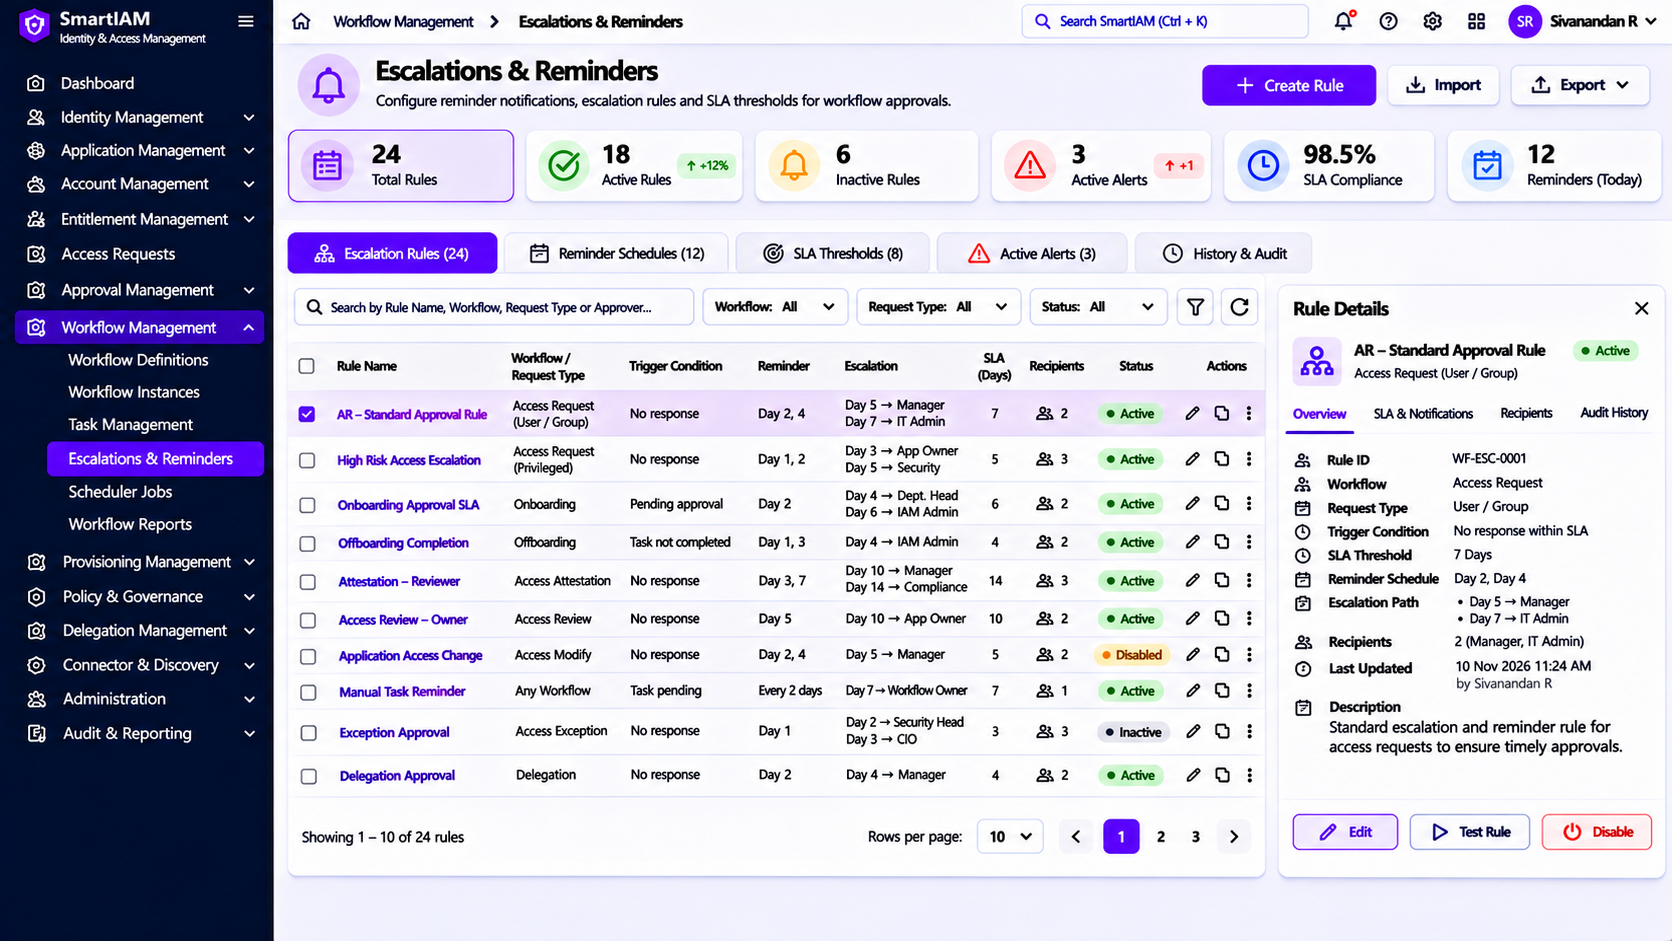 SmartIAM
Identity & Access Management
Dashboard
Identity Management
Application Management
Account Management
Entitlement Management
Access Requests
Approval Management
Workflow Management
Workflow Definitions
Workflow Instances
Task Management
Escalations & Reminders
Scheduler Jobs
Workflow Reports
Provisioning Management
Policy & Governance
Delegation Management
Connector & Discovery
Administration
Audit & Reporting
Workflow Management > Escalations & Reminders
Search SmartIAM (Ctrl + K)
SR Sivanandan R
Escalations & Reminders
Configure reminder notifications, escalation rules and SLA thresholds for workflow approvals.
+ Create Rule
Import
Export
24
Total Rules
18
Active Rules
↑ +12%
6
Inactive Rules
3
Active Alerts
↑ +1
98.5%
SLA Compliance
12
Reminders (Today)
Escalation Rules (24)
Reminder Schedules (12)
SLA Thresholds (8)
Active Alerts (3)
History & Audit
Search by Rule Name, Workflow, Request Type or Approver...
Workflow: All
Request Type: All
Status: All
Rule Name
Workflow /
Request Type
Trigger Condition
Reminder
Escalation
SLA
(Days)
Recipients
Status
Actions
AR – Standard Approval Rule
Access Request
(User / Group)
No response
Day 2, 4
Day 5 → Manager
Day 7 → IT Admin
7
2
Active
High Risk Access Escalation
Access Request
(Privileged)
No response
Day 1, 2
Day 3 → App Owner
Day 5 → Security
5
3
Active
Onboarding Approval SLA
Onboarding
Pending approval
Day 2
Day 4 → Dept. Head
Day 6 → IAM Admin
6
2
Active
Offboarding Completion
Offboarding
Task not completed
Day 1, 3
Day 4 → IAM Admin
4
2
Active
Attestation – Reviewer
Access Attestation
No response
Day 3, 7
Day 10 → Manager
Day 14 → Compliance
14
3
Active
Access Review – Owner
Access Review
No response
Day 5
Day 10 → App Owner
10
2
Active
Application Access Change
Access Modify
No response
Day 2, 4
Day 5 → Manager
5
2
Disabled
Manual Task Reminder
Any Workflow
Task pending
Every 2 days
Day 7 → Workflow Owner
7
1
Active
Exception Approval
Access Exception
No response
Day 1
Day 2 → Security Head
Day 3 → CIO
3
3
Inactive
Delegation Approval
Delegation
No response
Day 2
Day 4 → Manager
4
2
Active
Showing 1 – 10 of 24 rules
Rows per page: 10
1 2 3
Rule Details
AR – Standard Approval Rule
Active
Access Request (User / Group)
Overview
SLA & Notifications
Recipients
Audit History
Rule ID WF-ESC-0001
Workflow Access Request
Request Type User / Group
Trigger Condition No response within SLA
SLA Threshold 7 Days
Reminder Schedule Day 2, Day 4
Escalation Path • Day 5 → Manager
• Day 7 → IT Admin
Recipients 2 (Manager, IT Admin)
Last Updated 10 Nov 2026 11:24 AM
by Sivanandan R
Description
Standard escalation and reminder rule for
access requests to ensure timely approvals.
Edit
Test Rule
Disable